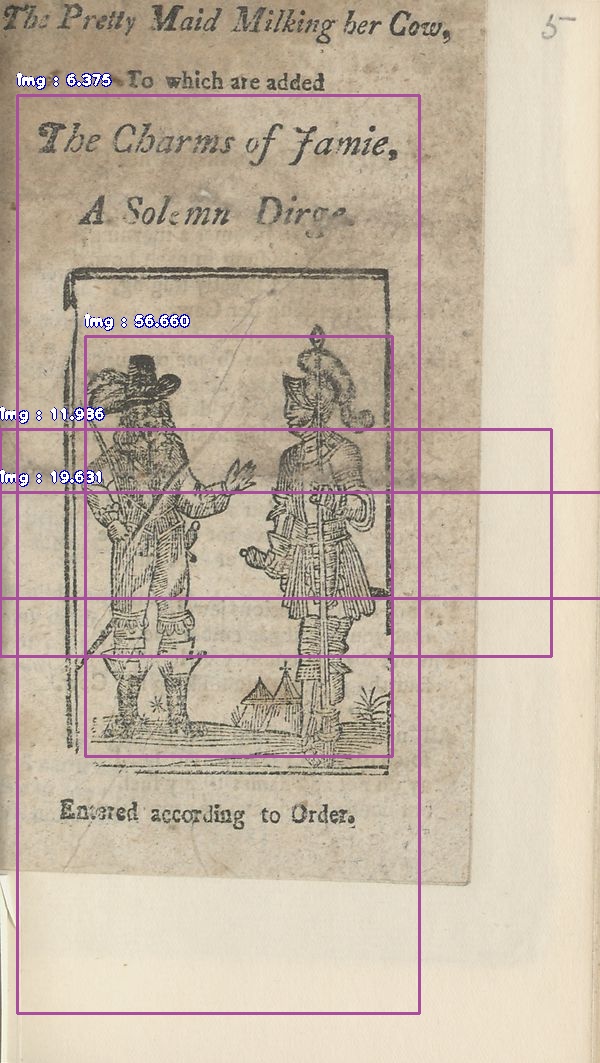 The Pretty Maid Milking her Cow,
5
img : 6.375
To which are added
The Charms of Jamie,
A Solemn Dirge.
img : 56.660
img : 11.936
img : 19.631
Entered according to Order.